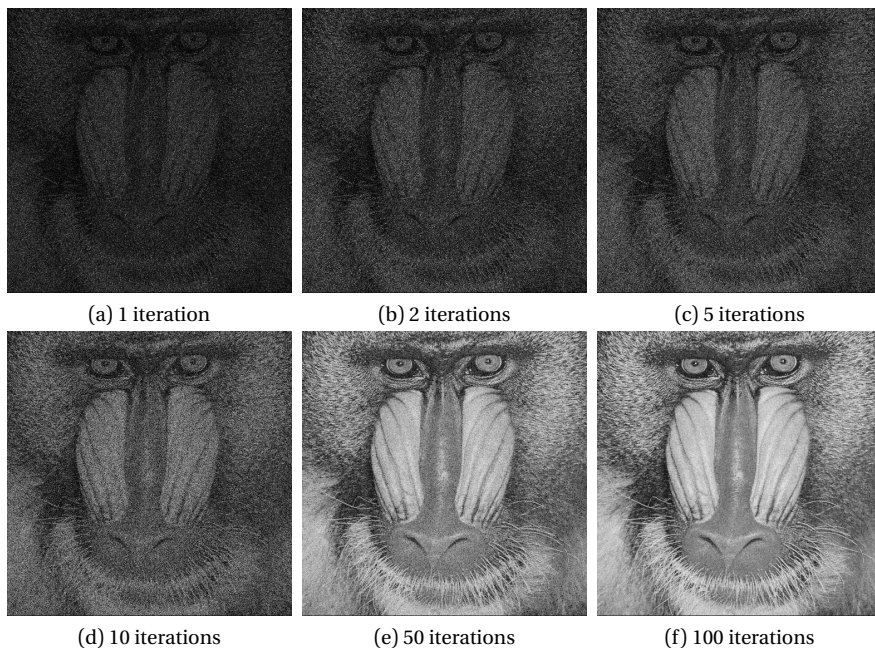 (a) 1 iteration
(b) 2 iterations
(c) 5 iterations
(d) 10 iterations
(e) 50 iterations
(f) 100 iterations